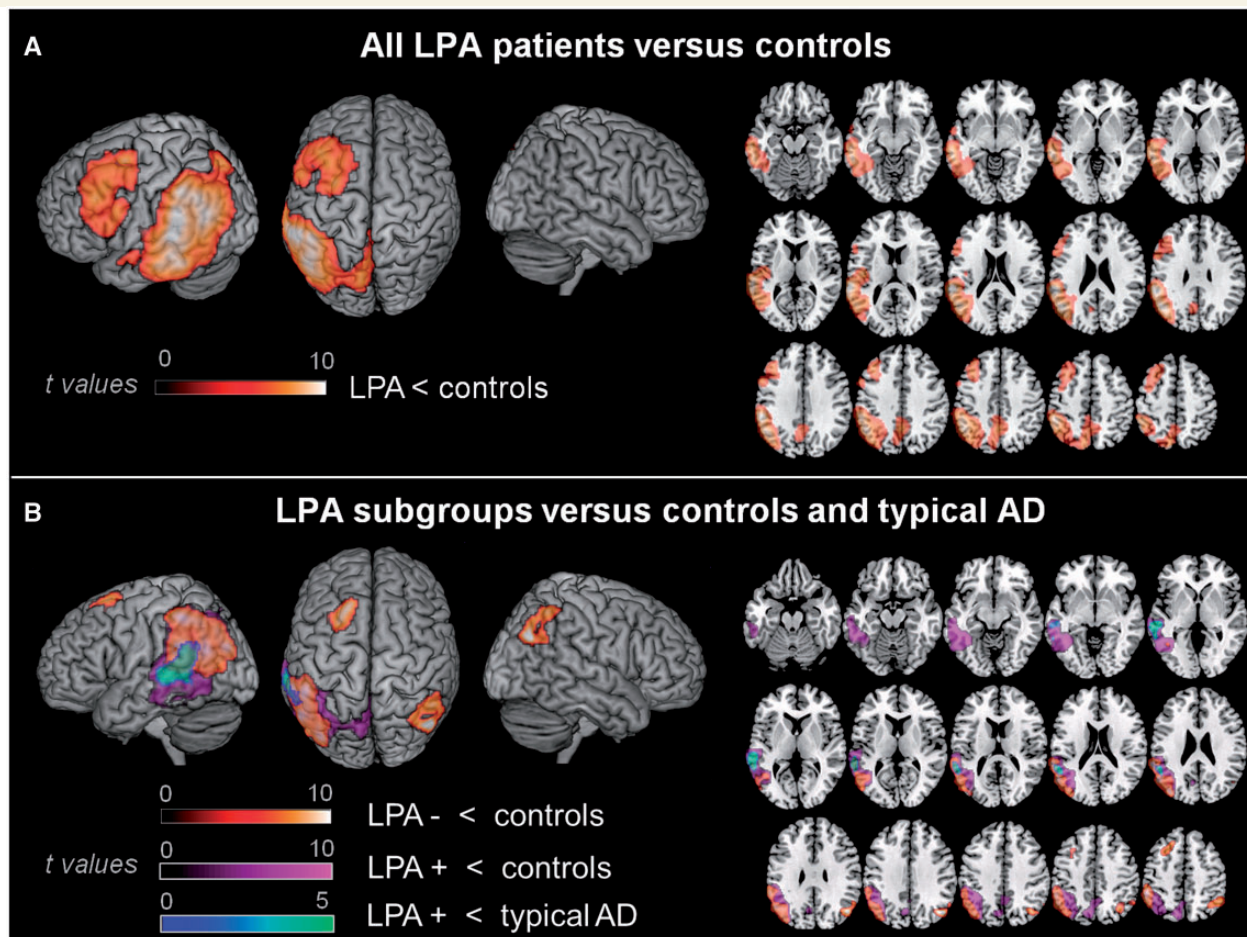 A
All LPA patients versus controls
0 10
t values LPA < controls
B
LPA subgroups versus controls and typical AD
0 10
LPA - < controls
0 10
t values LPA + < controls
0 5
LPA + < typical AD